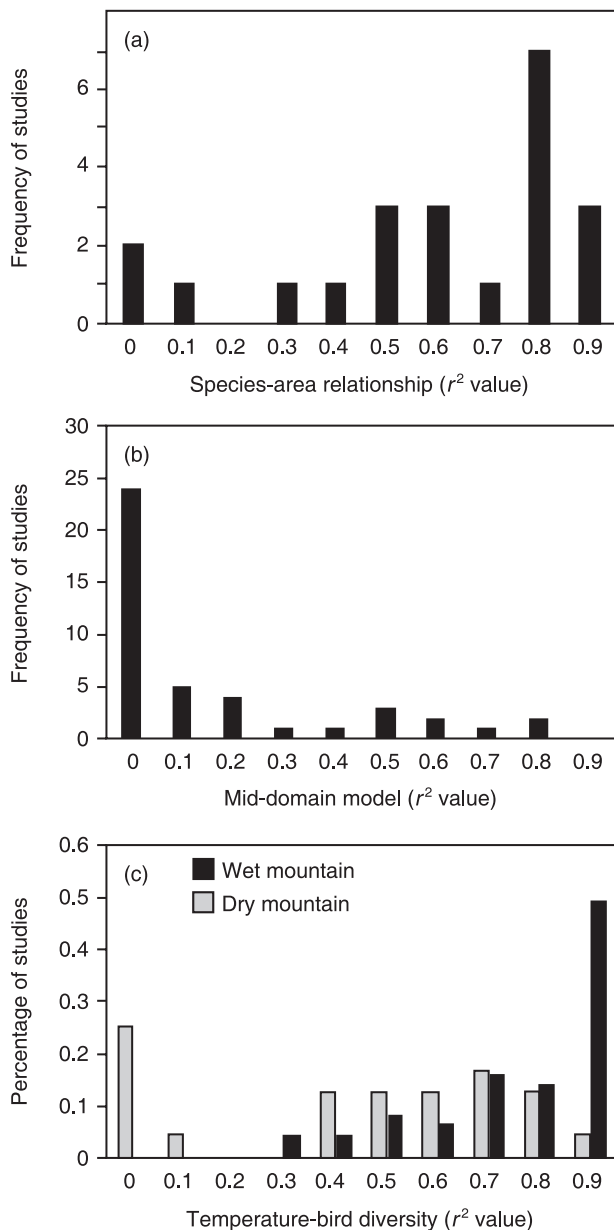 (a)
Frequency of studies
6
4
2
0
0 0.1 0.2 0.3 0.4 0.5 0.6 0.7 0.8 0.9
Species-area relationship (r² value)
(b)
Frequency of studies
30
25
20
15
10
5
0
0 0.1 0.2 0.3 0.4 0.5 0.6 0.7 0.8 0.9
Mid-domain model (r² value)
(c)
Wet mountain
Dry mountain
Percentage of studies
0.6
0.5
0.4
0.3
0.2
0.1
0
0 0.1 0.2 0.3 0.4 0.5 0.6 0.7 0.8 0.9
Temperature-bird diversity (r² value)